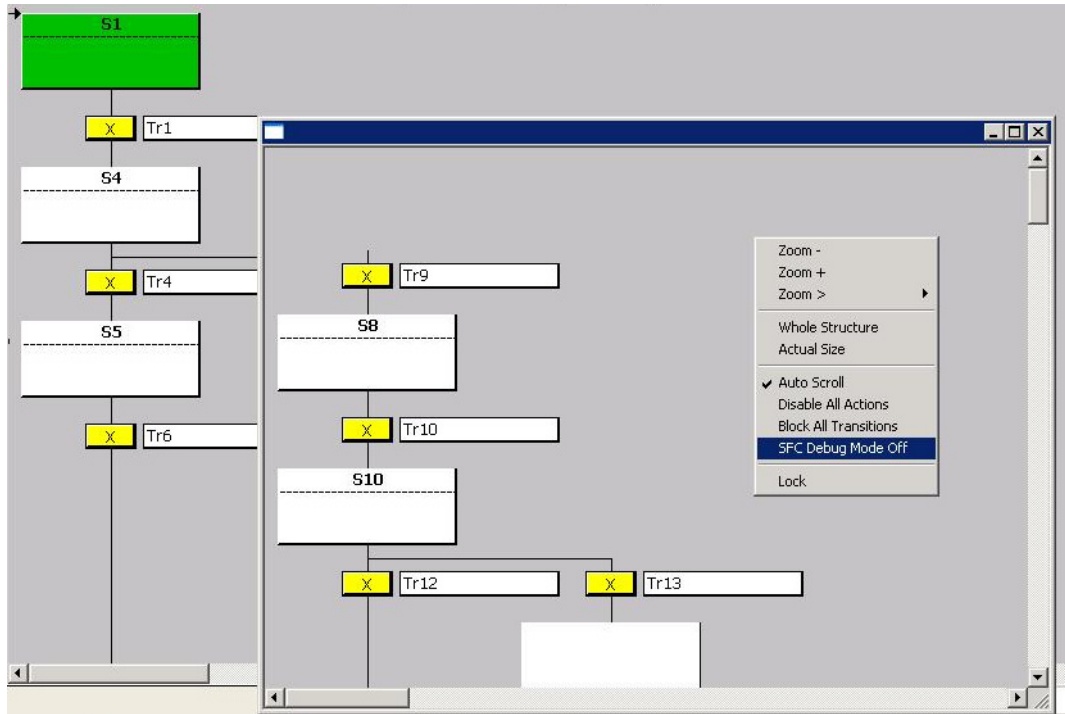 S1
X Tr1
S4
X Tr4
S5
X Tr6
X Tr9
S8
X Tr10
S10
X Tr12
X Tr13
Zoom -
Zoom +
Zoom >
Whole Structure
Actual Size
Auto Scroll
Disable All Actions
Block All Transitions
SFC Debug Mode Off
Lock